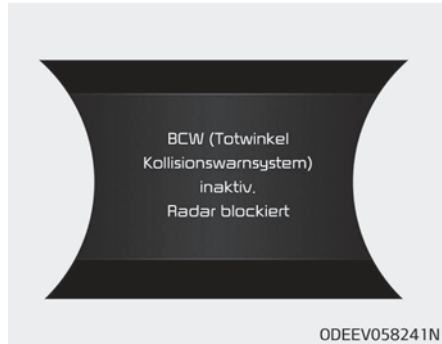 BCW (Totwinkel
Kollisionswarnsystem)
inaktiv.
Radar blockiert
ODEEV058241N